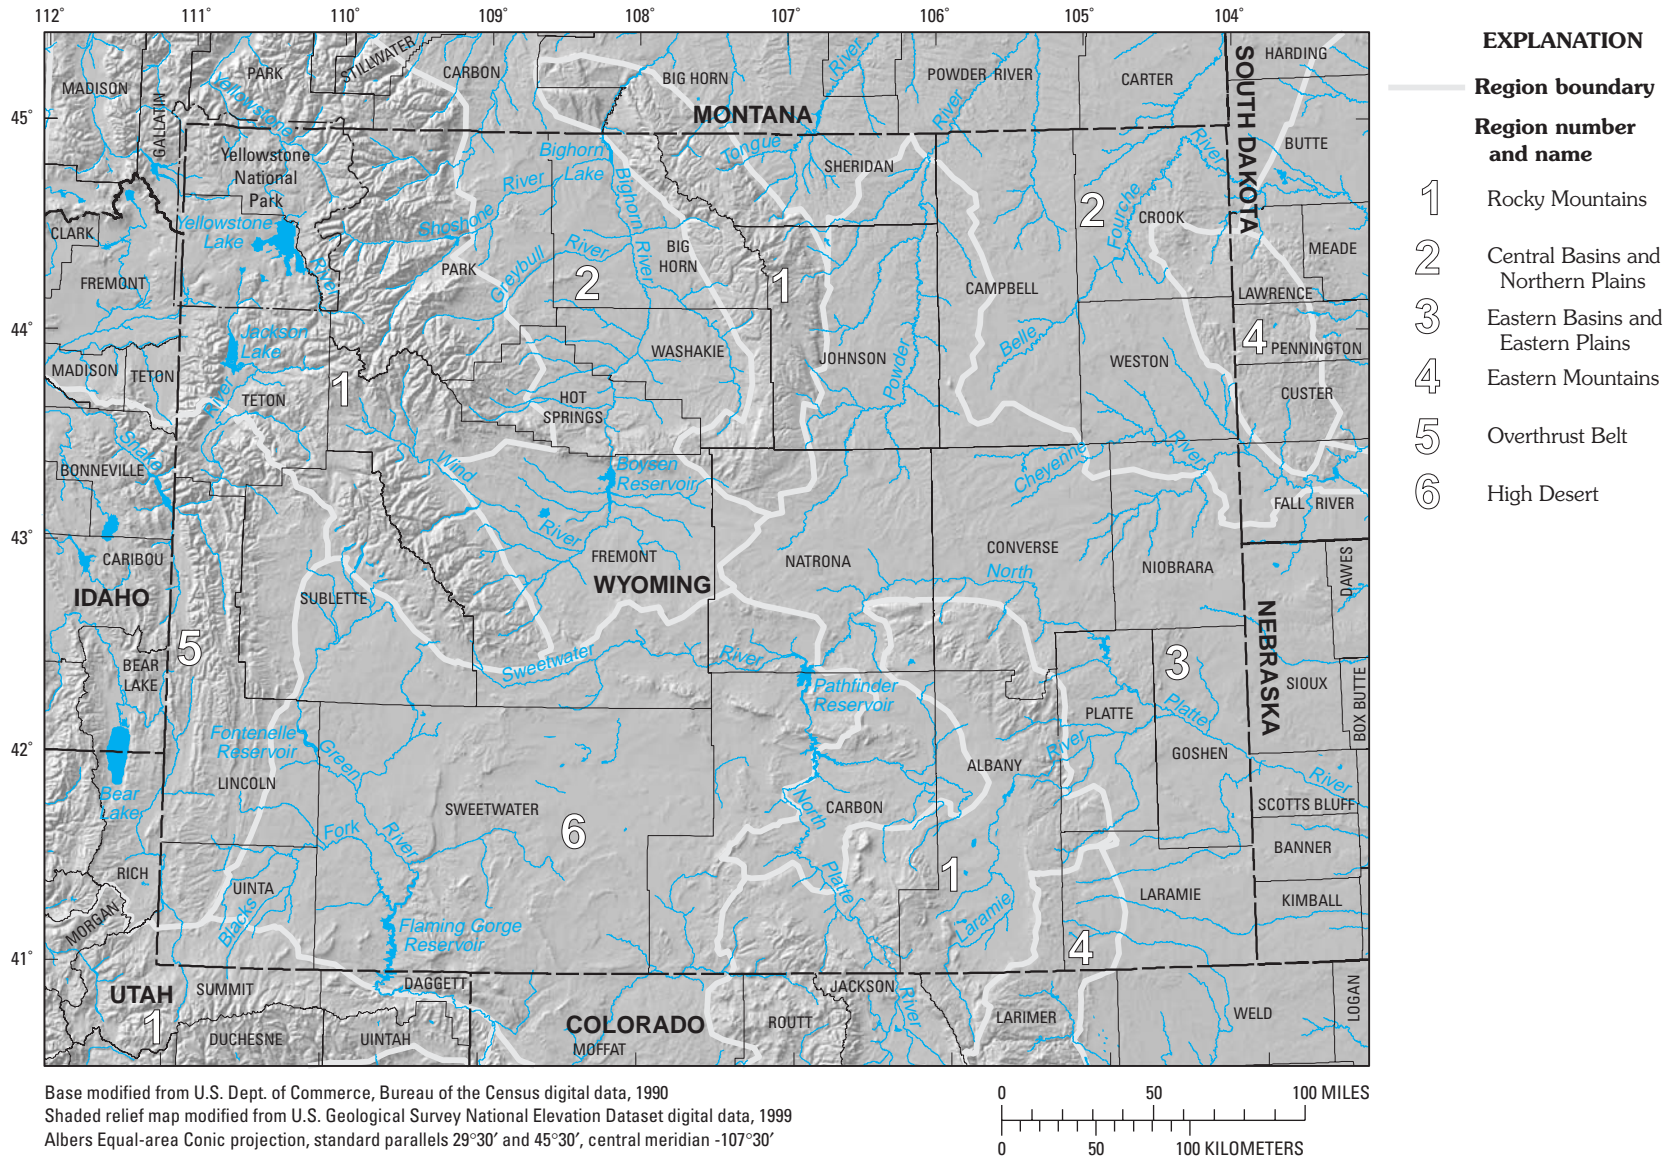 112°
111°
110°
109°
108°
107°
106°
105°
104°
45°
44°
43°
42°
41°
MADISON
GALLATIN
PARK
STILLWATER
CARBON
BIG HORN
POWDER RIVER
CARTER
HARDING
MONTANA
SOUTH DAKOTA
BUTTE
Yellowstone
Yellowstone
National
Park
Yellowstone
Lake
River
Bighorn
Lake
Bighorn
River
Tongue
River
River
SHERIDAN
Shoshone
River
Greybull
River
PARK
BIG
HORN
2
1
CAMPBELL
2
CROOK
Belle
Fourche
River
MEADE
LAWRENCE
4
PENNINGTON
CUSTER
FALL RIVER
CLARK
FREMONT
MADISON
TETON
Jackson
Lake
TETON
River
Snake
1
WASHAKIE
HOT
SPRINGS
JOHNSON
Powder
WESTON
BONNEVILLE
Wind
River
Boysen
Reservoir
Cheyenne
River
CARIBOU
IDAHO
SUBLETTE
FREMONT
WYOMING
NATRONA
CONVERSE
North
NIOBRARA
DAWES
NEBRASKA
5
BEAR
LAKE
Sweetwater
River
Pathfinder
Reservoir
3
SIOUX
BOX BUTTE
PLATTE
Platte
River
GOSHEN
River
SCOTTS BLUFF
Bear
Lake
Fontenelle
Reservoir
Green
River
LINCOLN
SWEETWATER
6
North
Platte
River
CARBON
ALBANY
1
Laramie
LARAMIE
BANNER
KIMBALL
RICH
MORGAN
UINTA
Blacks
Fork
Flaming Gorge
Reservoir
4
UTAH
1
SUMMIT
DUCHESNE
DAGGETT
UINTAH
COLORADO
MOFFAT
ROUTT
JACKSON
LARIMER
WELD
LOGAN
EXPLANATION
Region boundary
Region number
and name
1 Rocky Mountains
2 Central Basins and
Northern Plains
3 Eastern Basins and
Eastern Plains
4 Eastern Mountains
5 Overthrust Belt
6 High Desert
Base modified from U.S. Dept. of Commerce, Bureau of the Census digital data, 1990
Shaded relief map modified from U.S. Geological Survey National Elevation Dataset digital data, 1999
Albers Equal-area Conic projection, standard parallels 29°30′ and 45°30′, central meridian -107°30′
0 50 100 MILES
0 50 100 KILOMETERS